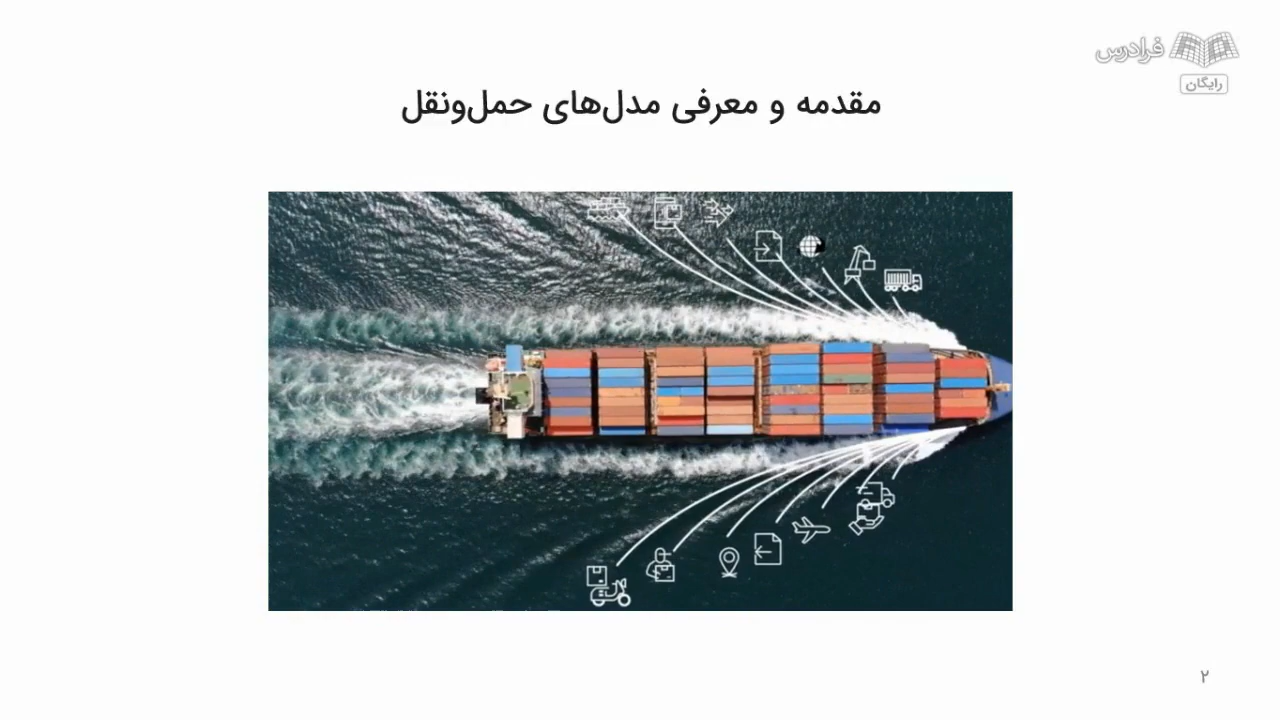 فرادرس
رایگان
مقدمه و معرفی مدل‌های حمل‌ونقل
۲